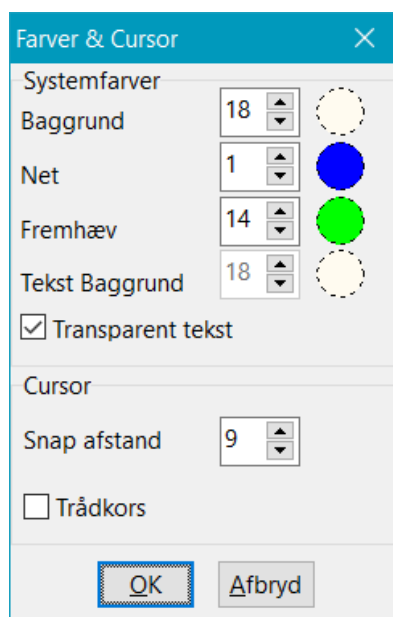 Farver & Cursor
Systemfarver
Baggrund 18
Net 1
Fremhæv 14
Tekst Baggrund 18
Transparent tekst
Cursor
Snap afstand 9
Trådkors
OK Afbryd